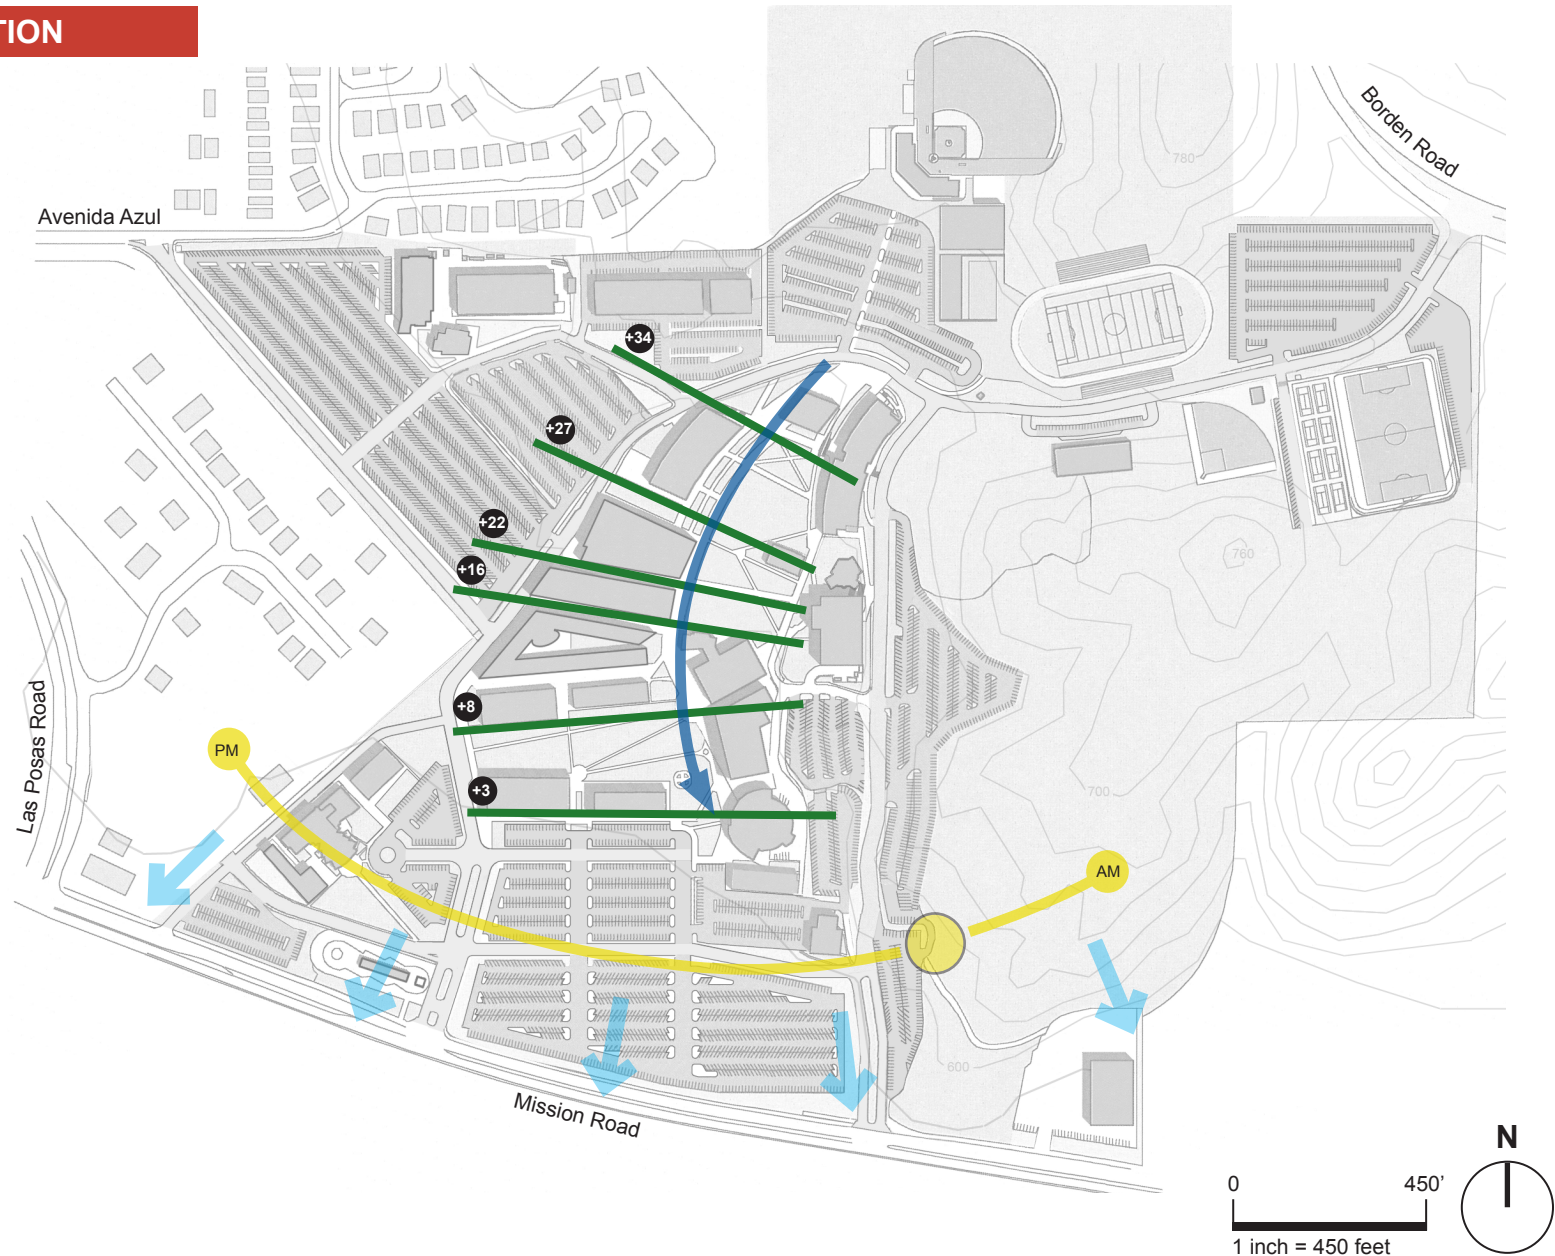 TION
Borden Road
780
Avenida Azul
+34
+27
+22
+16
760
Las Posas Road
+8
PM
+3
700
AM
600
Mission Road
N
0 450’
1 inch = 450 feet